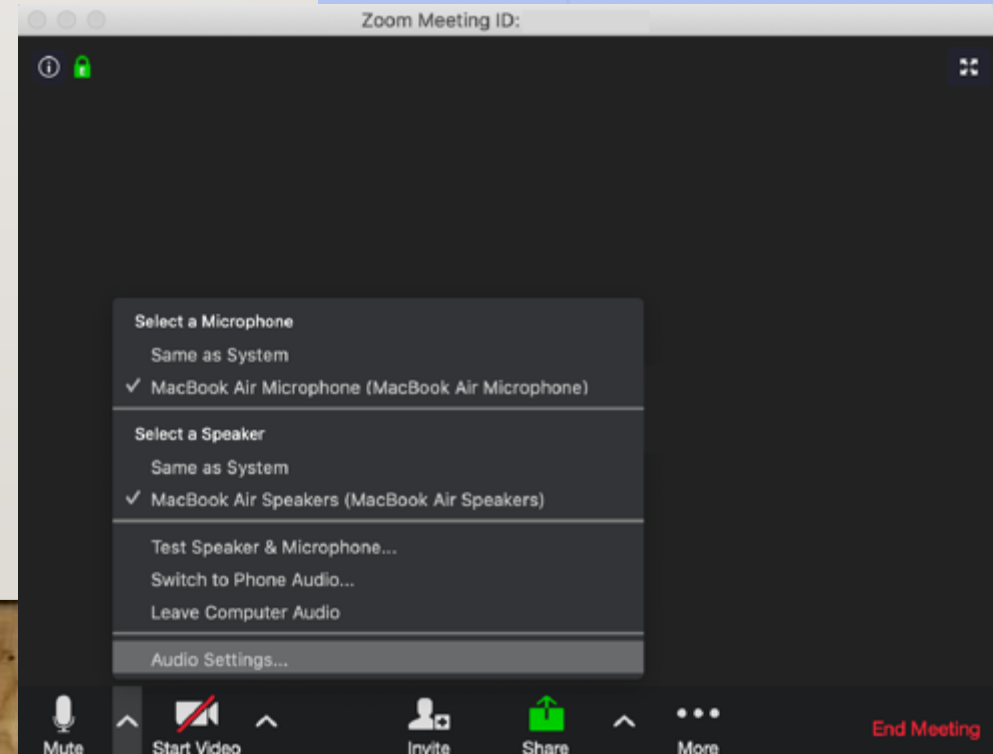 Zoom Meeting ID:
Select a Microphone
Same as System
✓ MacBook Air Microphone (MacBook Air Microphone)
Select a Speaker
Same as System
✓ MacBook Air Speakers (MacBook Air Speakers)
Test Speaker & Microphone...
Switch to Phone Audio...
Leave Computer Audio
Audio Settings...
Mute Start Video Invite Share More End Meeting